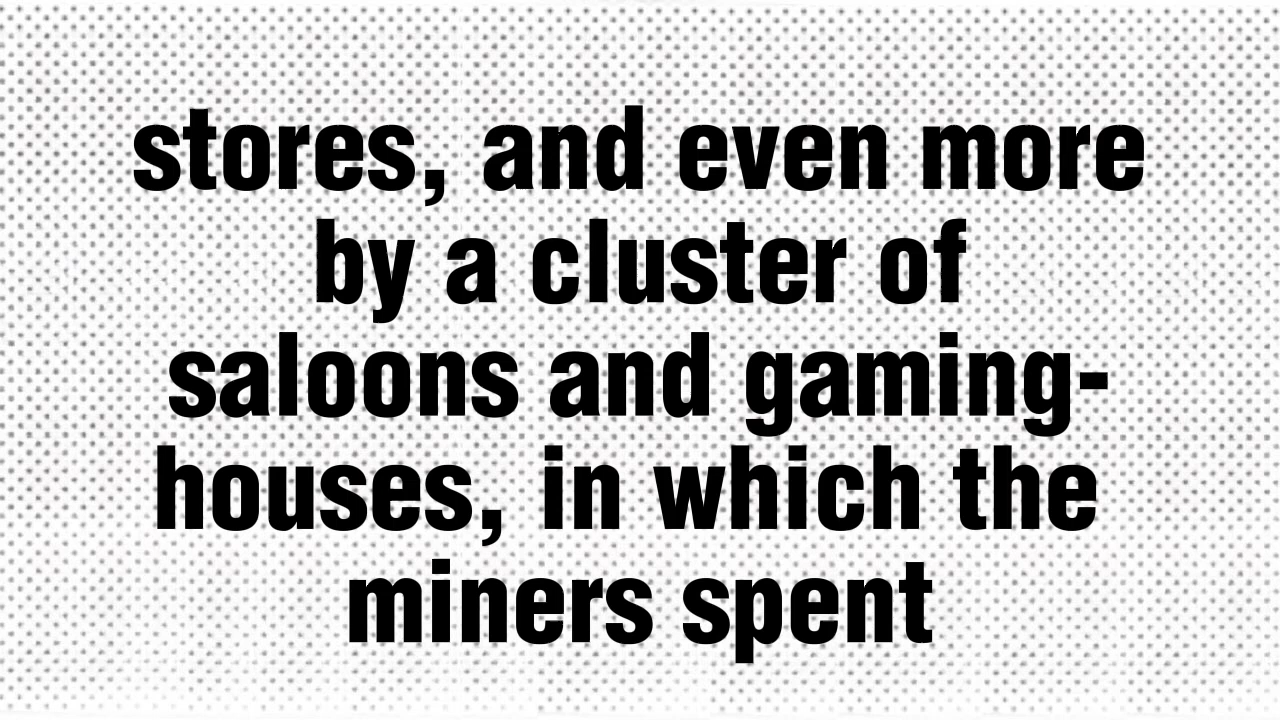 stores, and even more
by a cluster of
saloons and gaming-
houses, in which the
miners spent